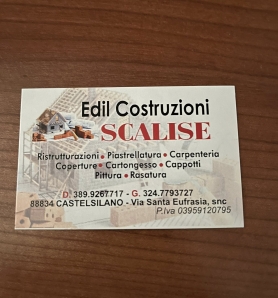 Edil Costruzioni
SCALISE
Ristrutturazioni • Piastrellatura • Carpenteria
Coperture • Cartongesso • Cappotti
Pittura • Rasatura
D. 389.9267717 - G. 324.7793727
88834 CASTELSILANO - Via Santa Eufrasia, snc
P.Iva 03959120795